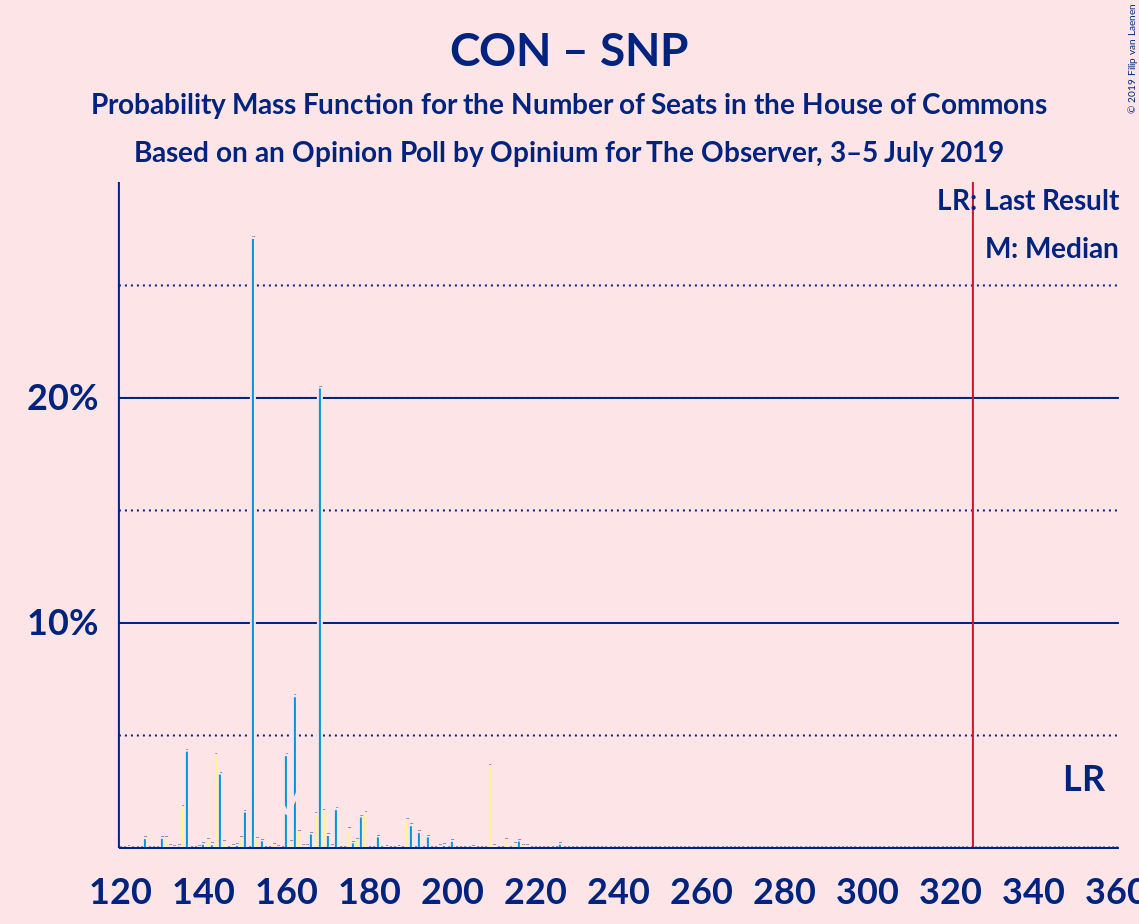 CON – SNP
Probability Mass Function for the Number of Seats in the House of Commons
Based on an Opinion Poll by Opinium for The Observer, 3–5 July 2019
© 2019 Filip van Laenen
LR: Last Result
M: Median
20%
10%
LR
120 140 160 180 200 220 240 260 280 300 320 340 360